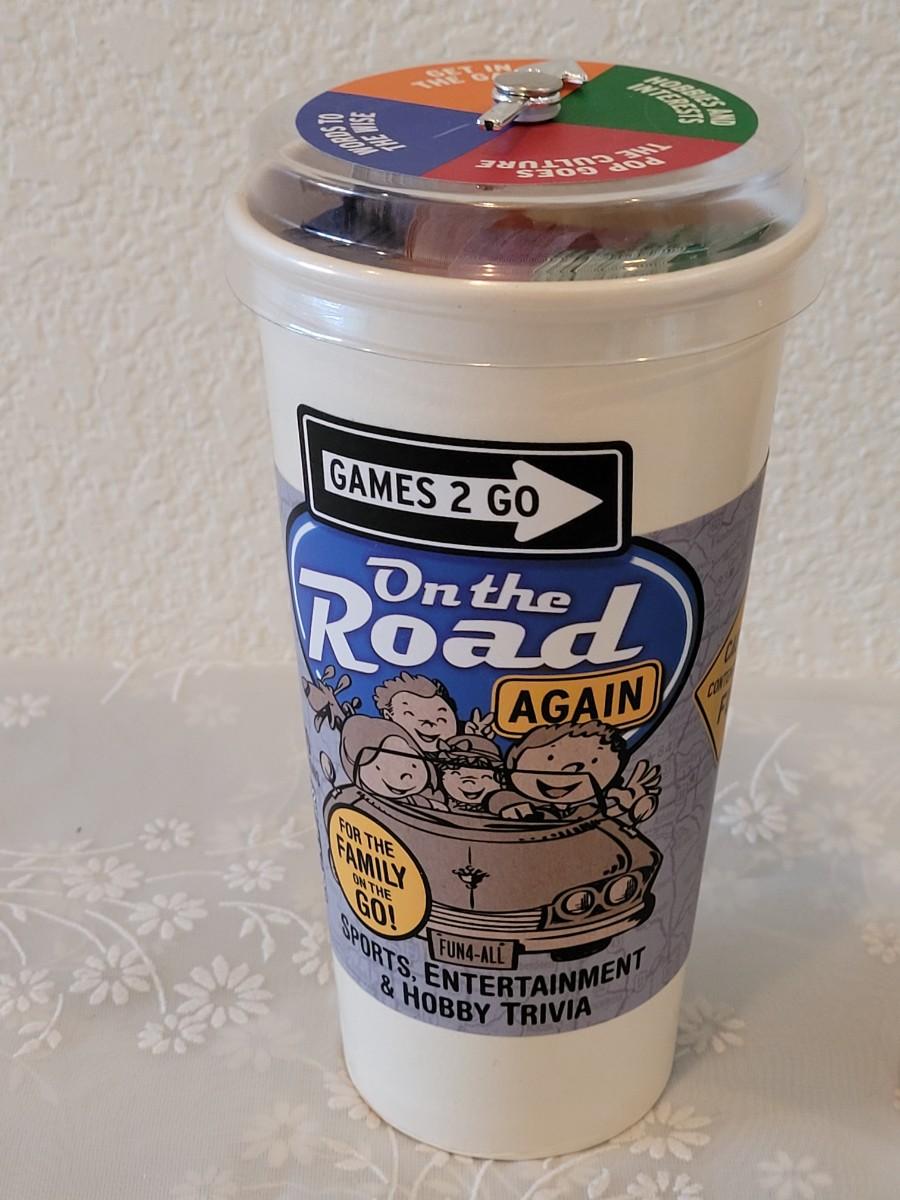 GET IN
THE
HOBBIES AND
INTERESTS
WORDS TO
THE WISE
POP GOES
THE CULTURE
GAMES 2 GO
On the
Road
AGAIN
FOR THE
FAMILY
ON THE
GO!
FUN4-ALL
SPORTS, ENTERTAINMENT
& HOBBY TRIVIA